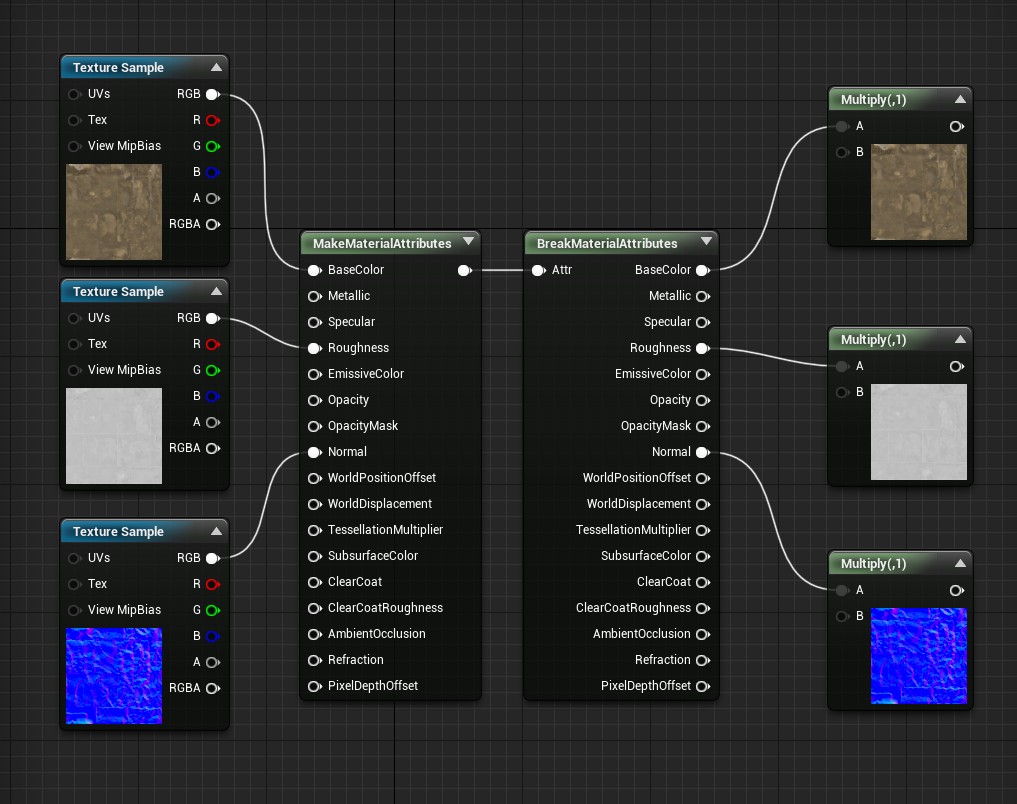 Texture Sample
UVs RGB
Tex R
View MipBias G
B
A
RGBA
Texture Sample
UVs RGB
Tex R
View MipBias G
B
A
RGBA
Texture Sample
UVs RGB
Tex R
View MipBias G
B
A
RGBA
MakeMaterialAttributes
BaseColor
Metallic
Specular
Roughness
EmissiveColor
Opacity
OpacityMask
Normal
WorldPositionOffset
WorldDisplacement
TessellationMultiplier
SubsurfaceColor
ClearCoat
ClearCoatRoughness
AmbientOcclusion
Refraction
PixelDepthOffset
BreakMaterialAttributes
Attr BaseColor
Metallic
Specular
Roughness
EmissiveColor
Opacity
OpacityMask
Normal
WorldPositionOffset
WorldDisplacement
TessellationMultiplier
SubsurfaceColor
ClearCoat
ClearCoatRoughness
AmbientOcclusion
Refraction
PixelDepthOffset
Multiply(,1)
A
B
Multiply(,1)
A
B
Multiply(,1)
A
B